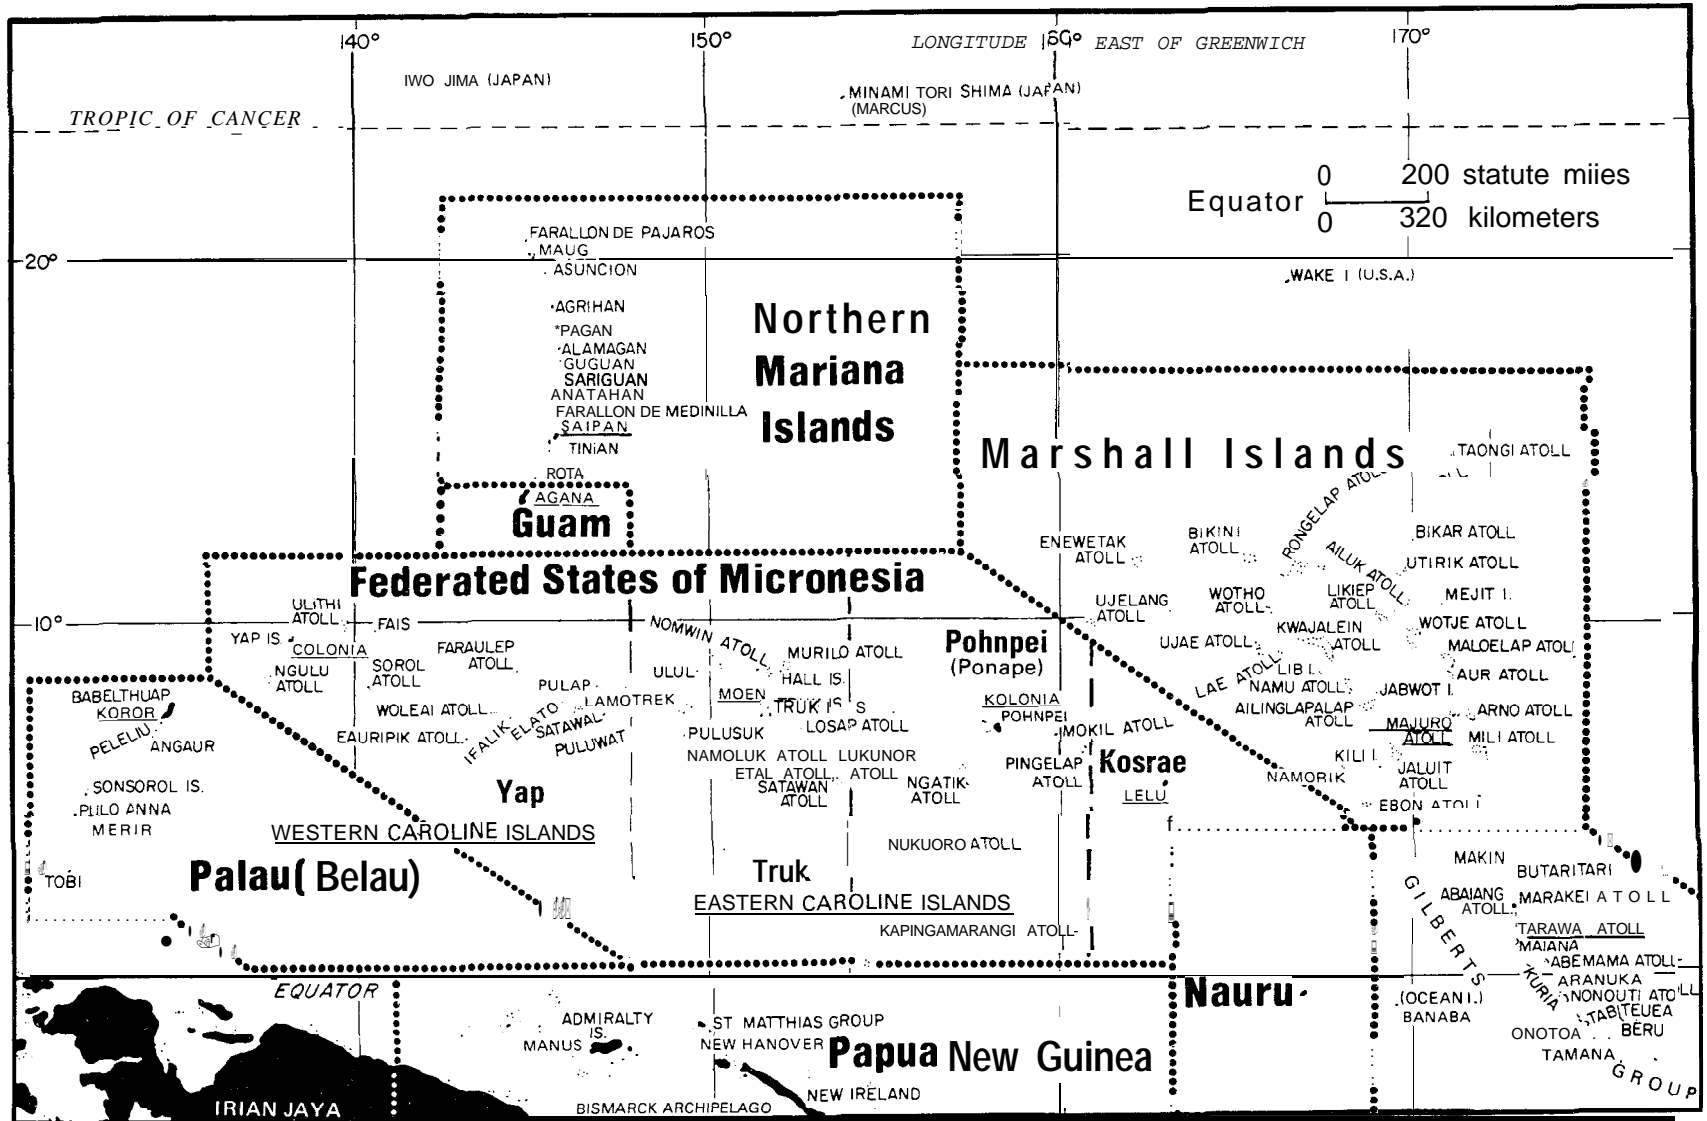 140°
150°
LONGITUDE 160° EAST OF GREENWICH
170°
IWO JIMA (JAPAN)
MINAMI TORI SHIMA (JAPAN)
(MARCUS)
TROPIC OF CANCER
0 200 statute miies
Equator
0 320 kilometers
FARALLON DE PAJAROS
MAUG
20°
ASUNCION
WAKE I (U.S.A.)
AGRIHAN
Northern
PAGAN
ALAMAGAN
GUGUAN
Mariana
SARIGUAN
ANATAHAN
FARALLON DE MEDINILLA
Islands
SAIPAN
TINIAN
Marshall Islands
TAONGI ATOLL
ROTA
AGANA
Guam
RONGELAP ATOLL
BIKINI
ATOLL
BIKAR ATOLL
ENEWETAK
ATOLL
AILUK ATOLL
UTIRIK ATOLL
Federated States of Micronesia
ULITHI
ATOLL
UJELANG
ATOLL
WOTHO
ATOLL
LIKIEP
ATOLL
MEJIT I.
10°
FAIS
NOMWIN ATOLL
KWAJALEIN
ATOLL
WOTJE ATOLL
YAP IS.
COLONIA
FARAULEP
ATOLL
MURILO ATOLL
Pohnpei
(Ponape)
UJAE ATOLL
MALOELAP ATOL
NGULU
ATOLL
SOROL
ATOLL
ULUL
HALL IS.
LAE ATOLL
LIB I.
AUR ATOLL
NAMU ATOLL
JABWOT I.
BABELTHUAP
KOROR
PULAP
LAMOTREK
MOEN
TRUK IS
KOLONIA
POHNPEI
AILINGLAPALAP
ATOLL
ARNO ATOLL
WOLEAI ATOLL
ELATO
SATAWAL
LOSAP ATOLL
MOKIL ATOLL
MAJURO
ATOLL
MILI ATOLL
PELELIU
ANGAUR
EAURIPIK ATOLL
IFALIK
PULUWAT
PULUSUK
NAMOLUK ATOLL
LUKUNOR
ATOLL
ETAL ATOLL
SATAWAN
ATOLL
PINGELAP
ATOLL
Kosrae
LELU
KILI I.
JALUIT
ATOLL
NAMORIK
SONSOROL IS.
Yap
NGATIK
ATOLL
EBON ATOLL
PULO ANNA
MERIR
WESTERN CAROLINE ISLANDS
NUKUORO ATOLL
MAKIN
BUTARITARI
TOBI
Palau( Belau)
Truk
EASTERN CAROLINE ISLANDS
ABAIANG
ATOLL
MARAKEI ATOLL
KAPINGAMARANGI ATOLL
TARAWA ATOLL
MAIANA
ABEMAMA ATOLL
GILBERTS
KURIA
ARANUKA
EQUATOR
Nauru
(OCEAN I.)
BANABA
NONOUTI ATOLL
TABITEUEA
ONOTOA
BERU
TAMANA
GROUP
ADMIRALTY
IS.
MANUS
ST MATTHIAS GROUP
NEW HANOVER
Papua New Guinea
NEW IRELAND
IRIAN JAYA
BISMARCK ARCHIPELAGO